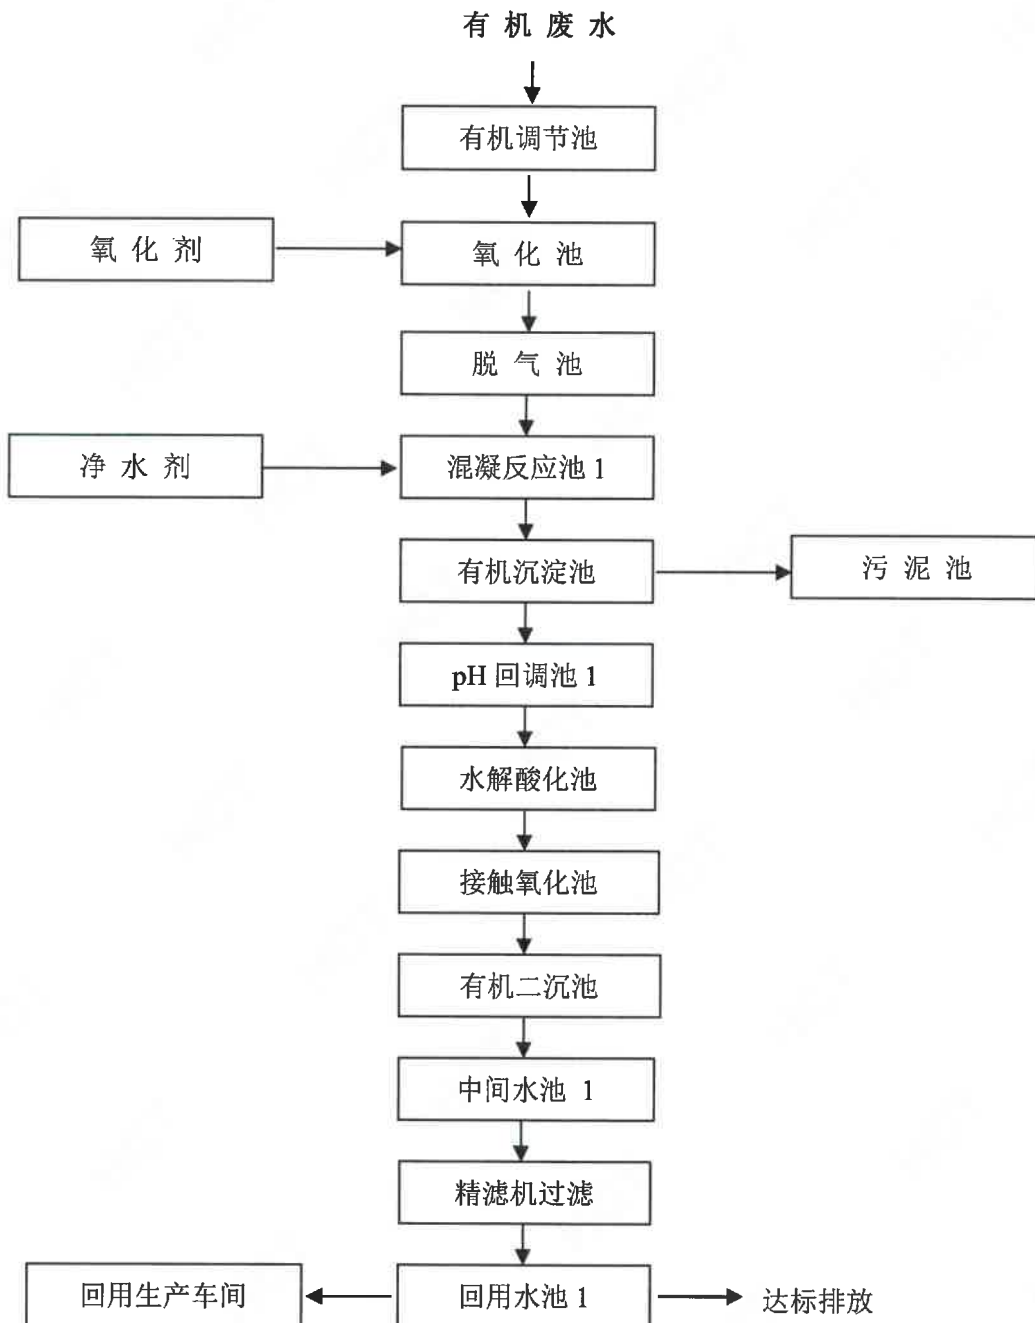 有机废水
有机调节池
氧化剂
氧化池
脱气池
净水剂
混凝反应池 1
有机沉淀池
污泥池
pH 回调池 1
水解酸化池
接触氧化池
有机二沉池
中间水池 1
精滤机过滤
回用生产车间
回用水池 1
达标排放